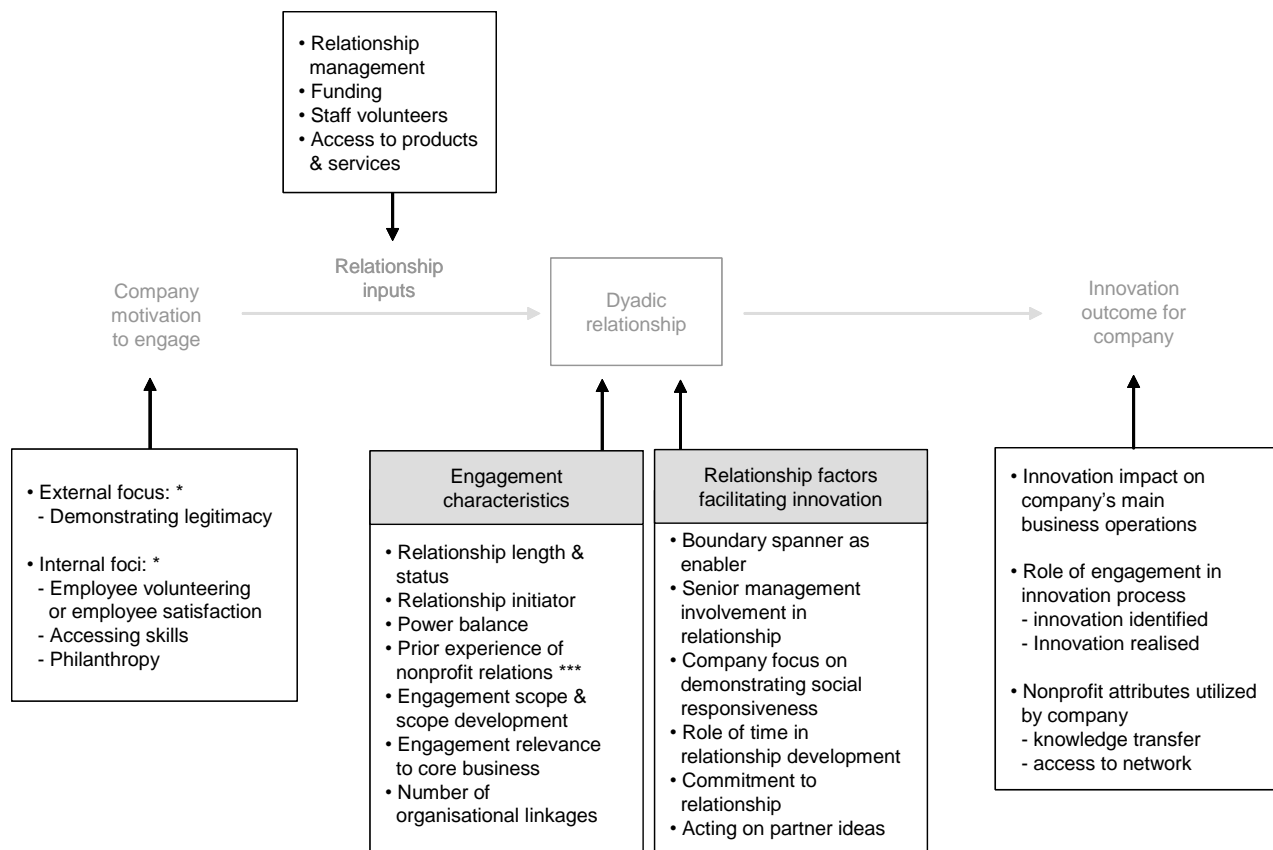 • Relationship
management
• Funding
• Staff volunteers
• Access to products
& services
Relationship
inputs
Company
motivation
to engage
Dyadic
relationship
Innovation
outcome for
company
• External focus: *
- Demonstrating legitimacy
• Internal foci: *
- Employee volunteering
or employee satisfaction
- Accessing skills
- Philanthropy
Engagement
characteristics
• Relationship length &
status
• Relationship initiator
• Power balance
• Prior experience of
nonprofit relations ***
• Engagement scope &
scope development
• Engagement relevance
to core business
• Number of
organisational linkages
Relationship factors
facilitating innovation
• Boundary spanner as
enabler
• Senior management
involvement in
relationship
• Company focus on
demonstrating social
responsiveness
• Role of time in
relationship development
• Commitment to
relationship
• Acting on partner ideas
• Innovation impact on
company’s main
business operations
• Role of engagement in
innovation process
- innovation identified
- Innovation realised
• Nonprofit attributes utilized
by company
- knowledge transfer
- access to network